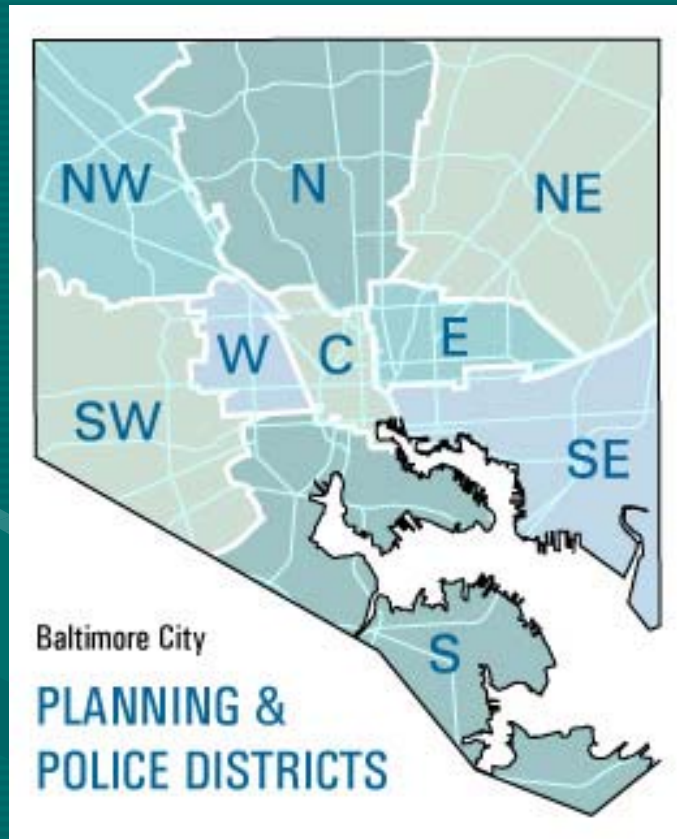 NW
N
NE
W
C
E
SW
SE
S
Baltimore City
PLANNING &
POLICE DISTRICTS